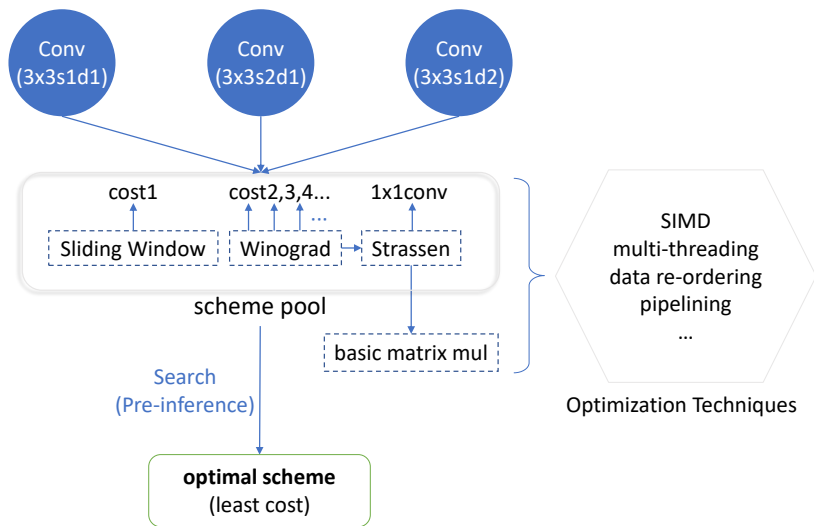 Conv
(3x3s1d1)
Conv
(3x3s2d1)
Conv
(3x3s1d2)
cost1
cost2,3,4...
1x1conv
...
Sliding Window
Winograd
Strassen
scheme pool
basic matrix mul
SIMD
multi-threading
data re-ordering
pipelining
...
Optimization Techniques
Search
(Pre-inference)
optimal scheme
(least cost)